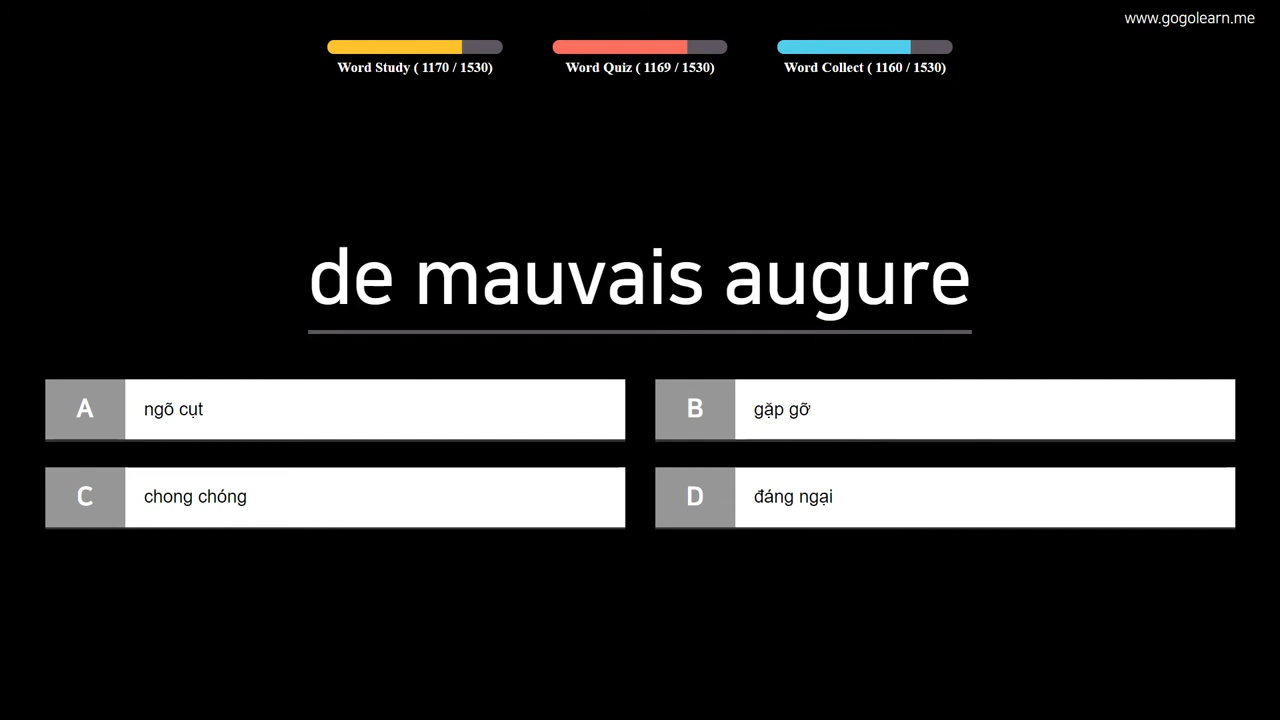 www.gogolearn.me
Word Study ( 1170 / 1530)
Word Quiz ( 1169 / 1530)
Word Collect ( 1160 / 1530)
de mauvais augure
A ngõ cụt
B gặp gỡ
C chong chóng
D đáng ngại